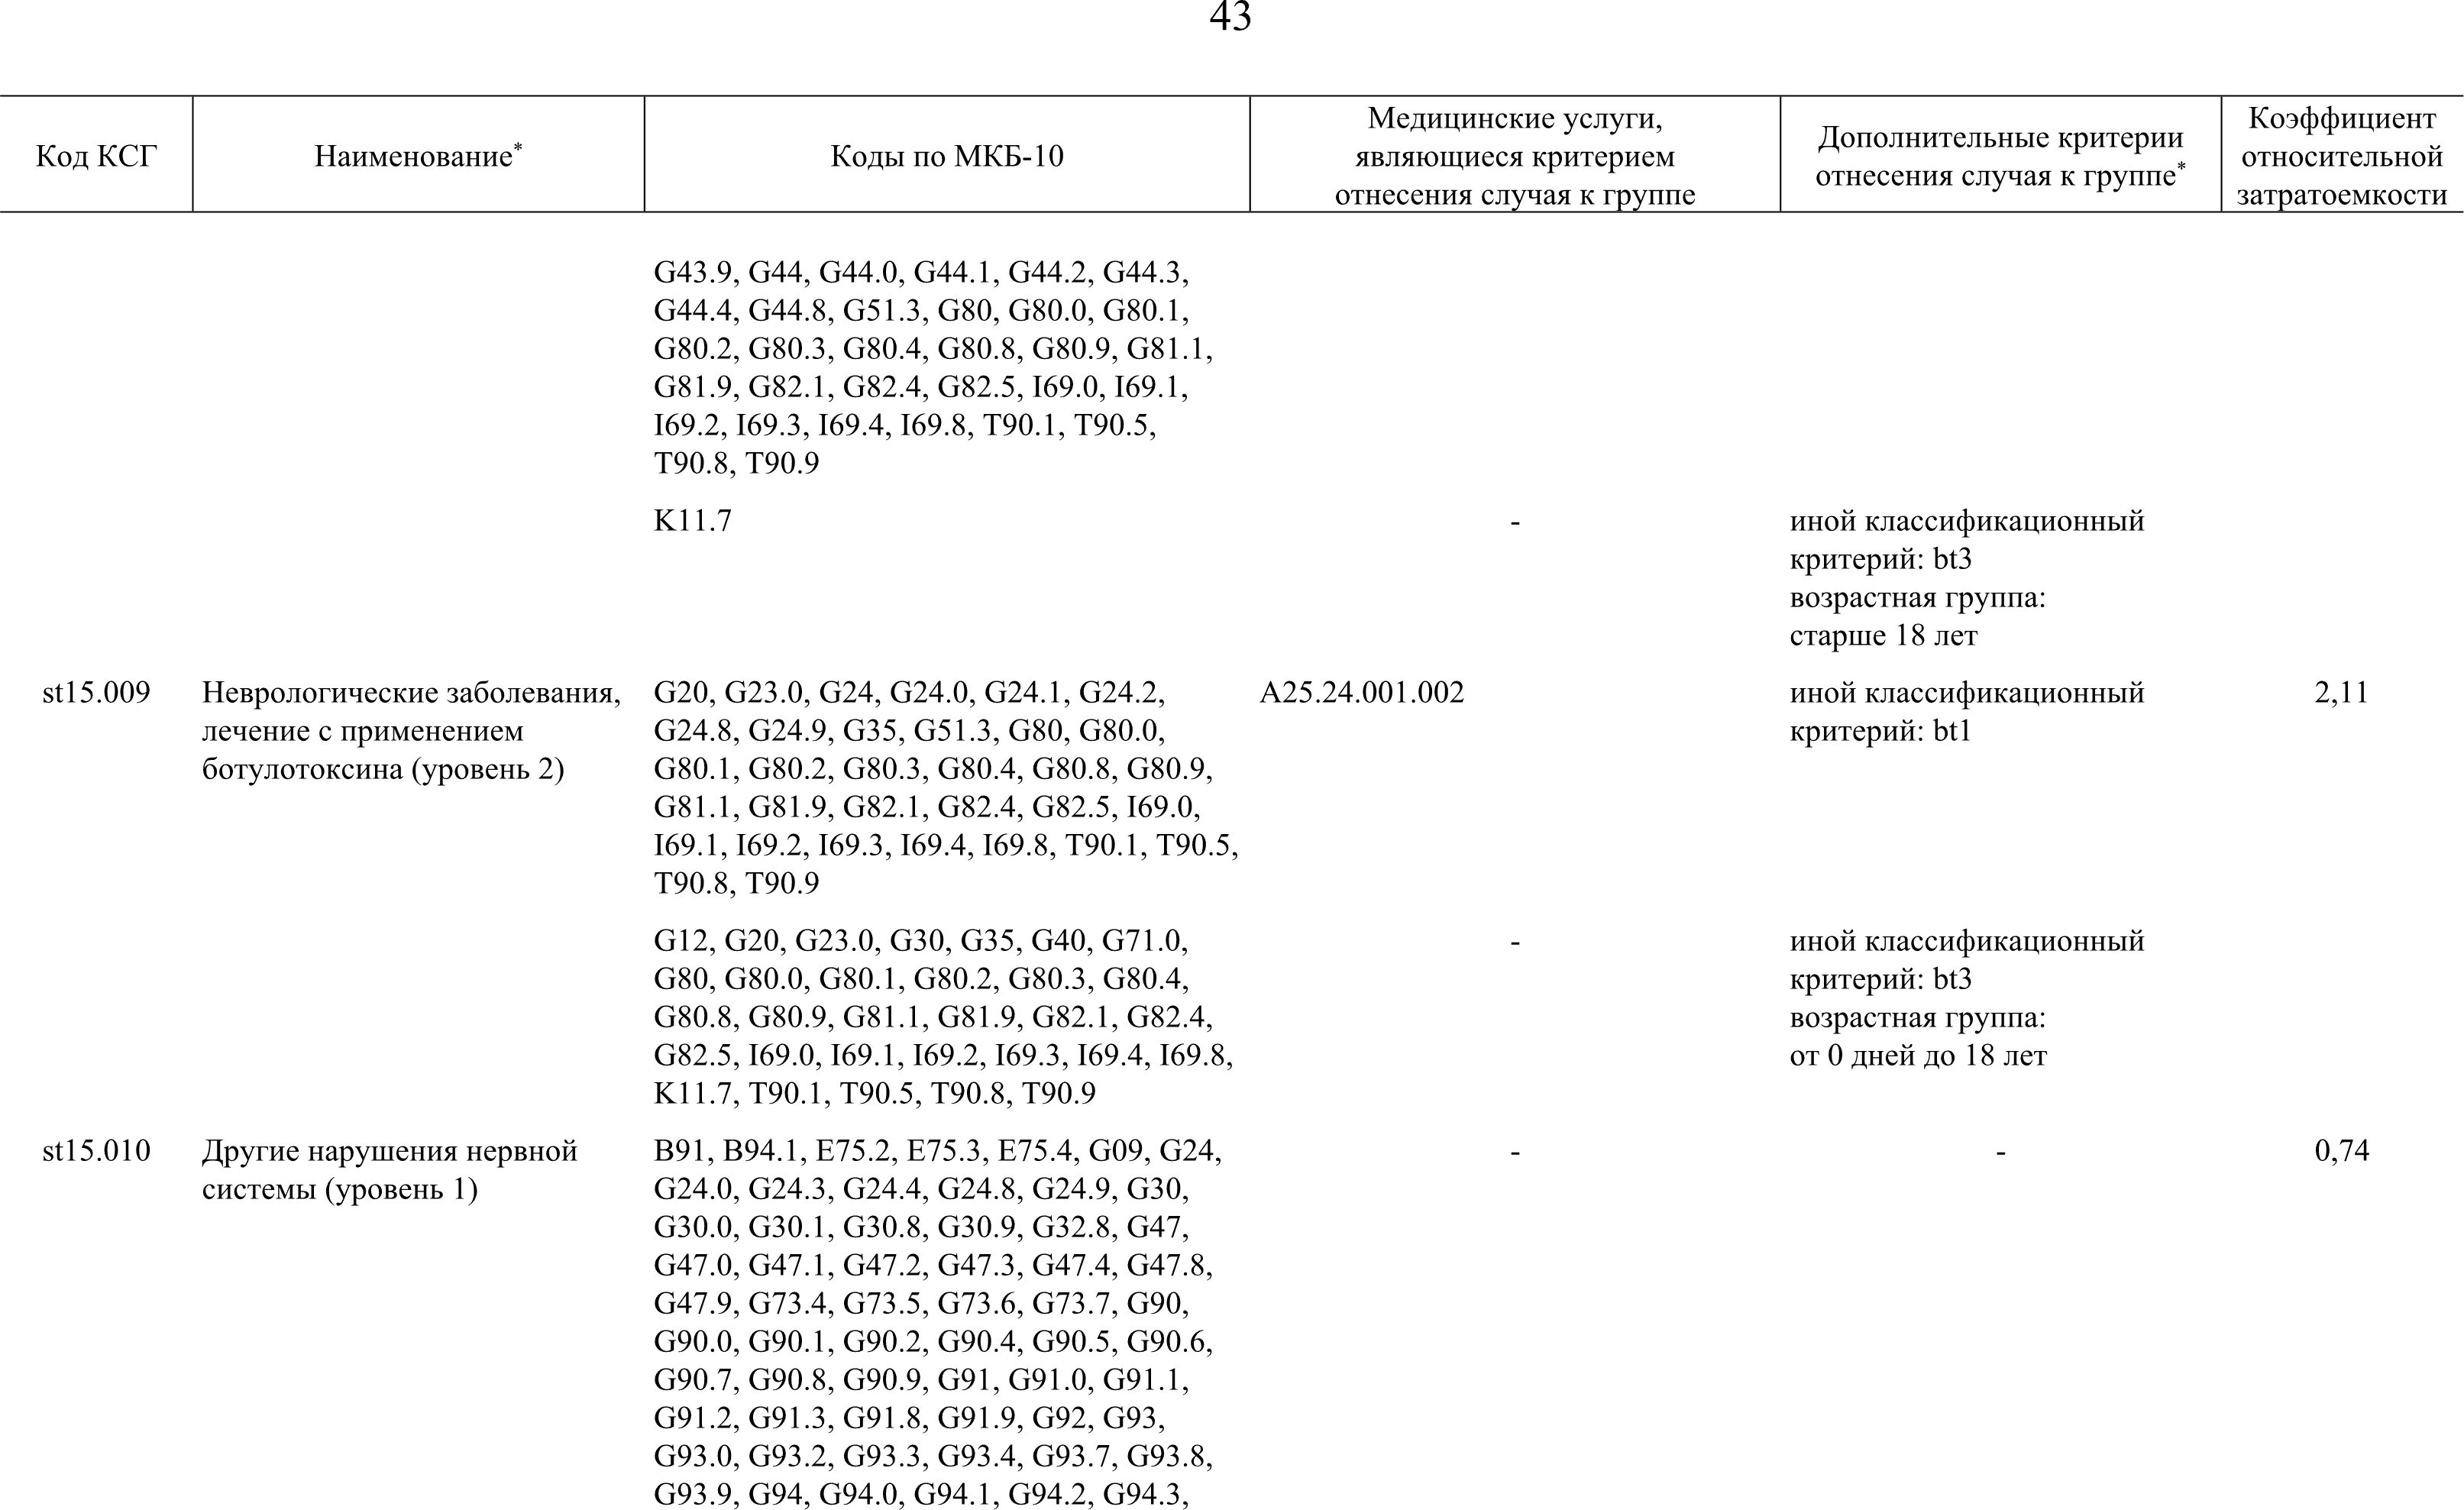 43
Код КСГ
Наименование*
Коды по МКБ-10
Медицинские услуги,
являющиеся критерием
отнесения случая к группе
Дополнительные критерии
отнесения случая к группе*
Коэффициент
относительной
затратоемкости
G43.9, G44, G44.0, G44.1, G44.2, G44.3,
G44.4, G44.8, G51.3, G80, G80.0, G80.1,
G80.2, G80.3, G80.4, G80.8, G80.9, G81.1,
G81.9, G82.1, G82.4, G82.5, I69.0, I69.1,
I69.2, I69.3, I69.4, I69.8, T90.1, T90.5,
T90.8, T90.9
K11.7
-
иной классификационный
критерий: bt3
возрастная группа:
старше 18 лет
st15.009
Неврологические заболевания,
лечение с применением
ботулотоксина (уровень 2)
G20, G23.0, G24, G24.0, G24.1, G24.2,
G24.8, G24.9, G35, G51.3, G80, G80.0,
G80.1, G80.2, G80.3, G80.4, G80.8, G80.9,
G81.1, G81.9, G82.1, G82.4, G82.5, I69.0,
I69.1, I69.2, I69.3, I69.4, I69.8, T90.1, T90.5,
T90.8, T90.9
A25.24.001.002
иной классификационный
критерий: bt1
2,11
G12, G20, G23.0, G30, G35, G40, G71.0,
G80, G80.0, G80.1, G80.2, G80.3, G80.4,
G80.8, G80.9, G81.1, G81.9, G82.1, G82.4,
G82.5, I69.0, I69.1, I69.2, I69.3, I69.4, I69.8,
K11.7, T90.1, T90.5, T90.8, T90.9
-
иной классификационный
критерий: bt3
возрастная группа:
от 0 дней до 18 лет
st15.010
Другие нарушения нервной
системы (уровень 1)
B91, B94.1, E75.2, E75.3, E75.4, G09, G24,
G24.0, G24.3, G24.4, G24.8, G24.9, G30,
G30.0, G30.1, G30.8, G30.9, G32.8, G47,
G47.0, G47.1, G47.2, G47.3, G47.4, G47.8,
G47.9, G73.4, G73.5, G73.6, G73.7, G90,
G90.0, G90.1, G90.2, G90.4, G90.5, G90.6,
G90.7, G90.8, G90.9, G91, G91.0, G91.1,
G91.2, G91.3, G91.8, G91.9, G92, G93,
G93.0, G93.2, G93.3, G93.4, G93.7, G93.8,
G93.9, G94, G94.0, G94.1, G94.2, G94.3,
-
-
0,74